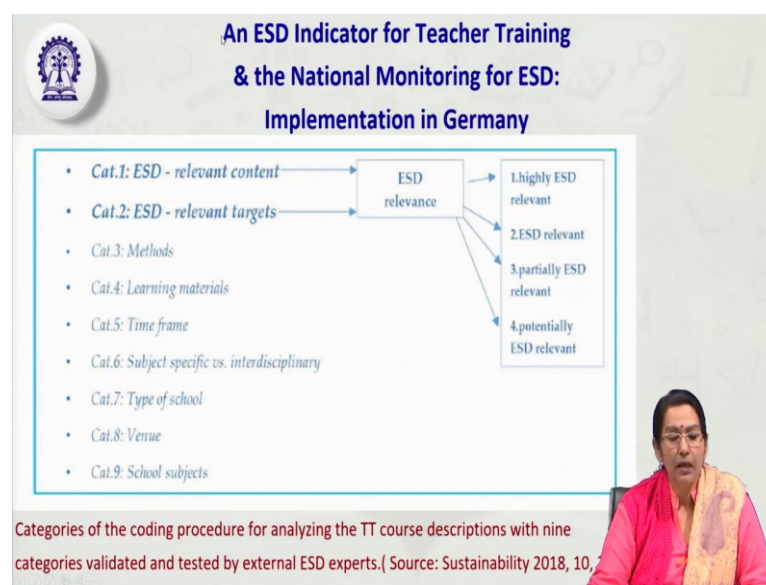 An ESD Indicator for Teacher Training
& the National Monitoring for ESD:
Implementation in Germany
• Cat.1: ESD - relevant content
• Cat.2: ESD - relevant targets
• Cat.3: Methods
• Cat.4: Learning materials
• Cat.5: Time frame
• Cat.6: Subject specific vs. interdisciplinary
• Cat.7: Type of school
• Cat.8: Venue
• Cat.9: School subjects
ESD
relevance
1.highly ESD
relevant
2.ESD relevant
3.partially ESD
relevant
4.potentially
ESD relevant
Categories of the coding procedure for analyzing the TT course descriptions with nine
categories validated and tested by external ESD experts.( Source: Sustainability 2018, 10,